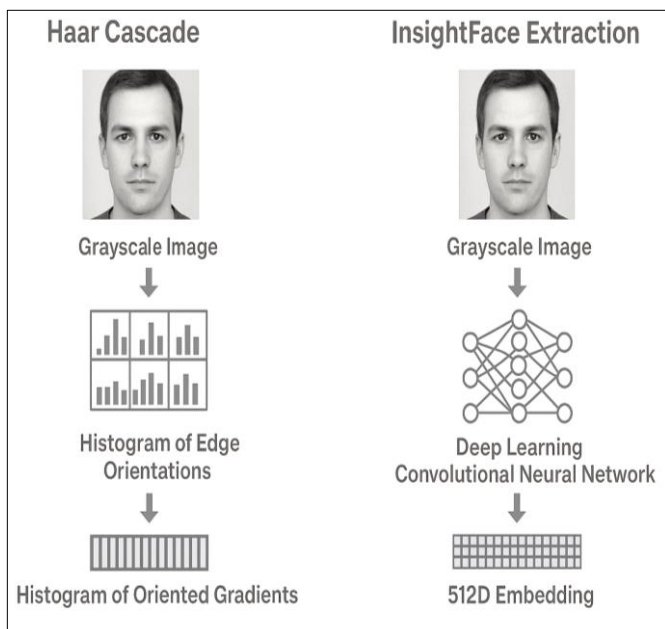 Haar Cascade
Grayscale Image
Histogram of Edge
Orientations
Histogram of Oriented Gradients
InsightFace Extraction
Grayscale Image
Deep Learning
Convolutional Neural Network
512D Embedding